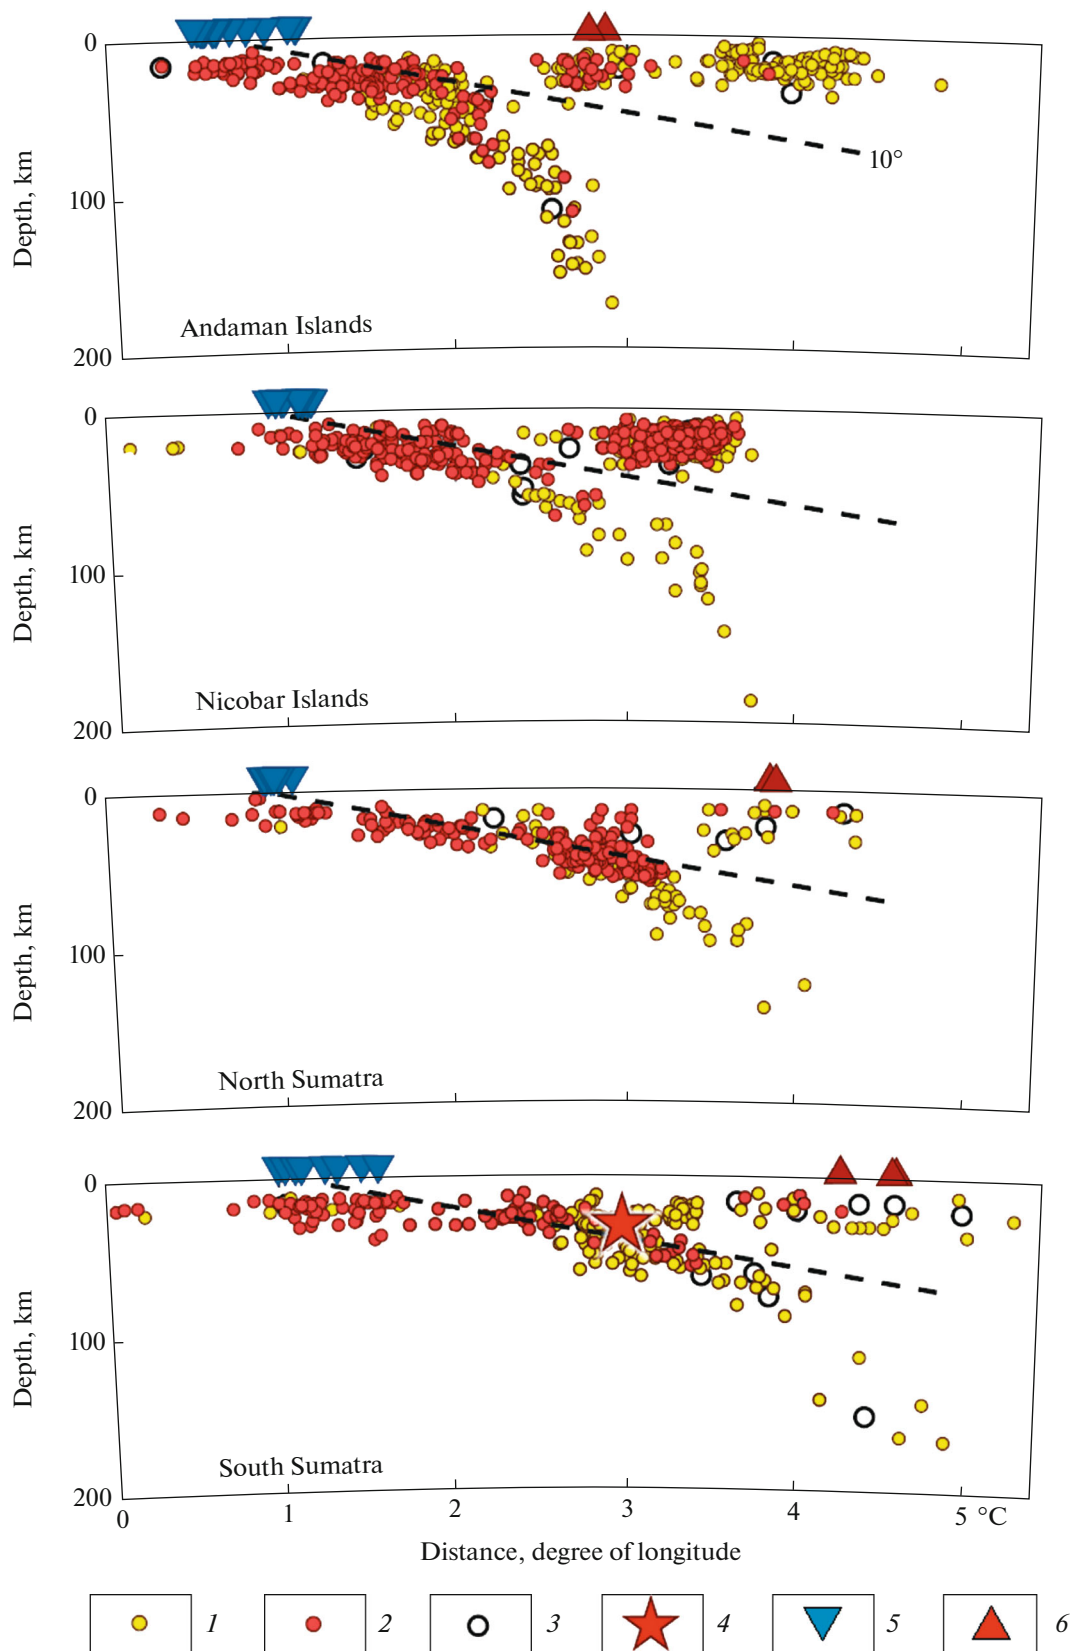 0
100
200
Depth, km
10°
Andaman Islands
0
100
200
Depth, km
Nicobar Islands
0
100
200
Depth, km
North Sumatra
0
100
200
Depth, km
South Sumatra
0 1 2 3 4 5 °C
Distance, degree of longitude
1 2 3 4 5 6